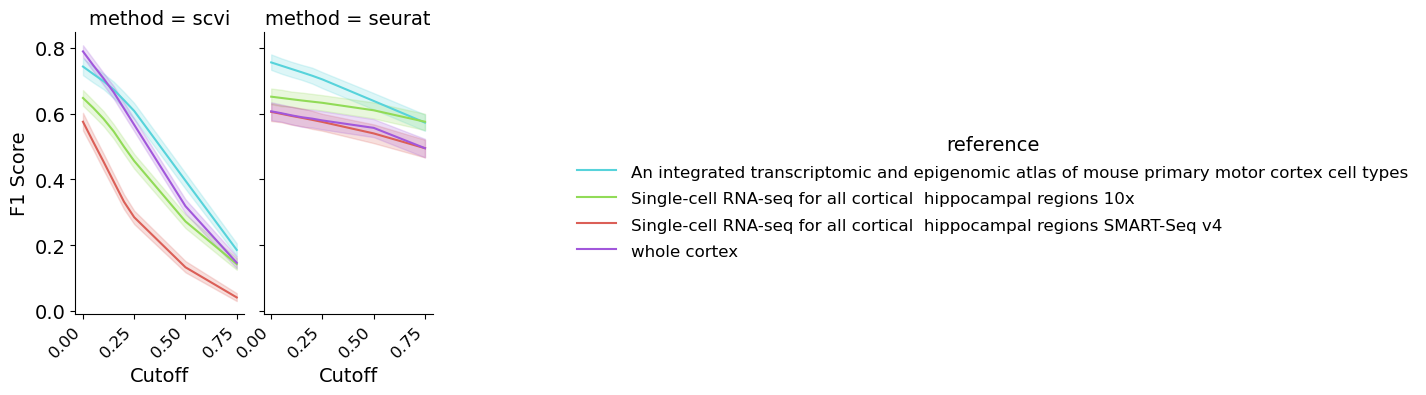 method = scvi
method = seurat
F1 Score
0.8
0.6
0.4
0.2
0.0
0.00
0.25
0.50
0.75
0.00
0.25
0.50
0.75
Cutoff
Cutoff
reference
An integrated transcriptomic and epigenomic atlas of mouse primary motor cortex cell types
Single-cell RNA-seq for all cortical  hippocampal regions 10x
Single-cell RNA-seq for all cortical  hippocampal regions SMART-Seq v4
whole cortex